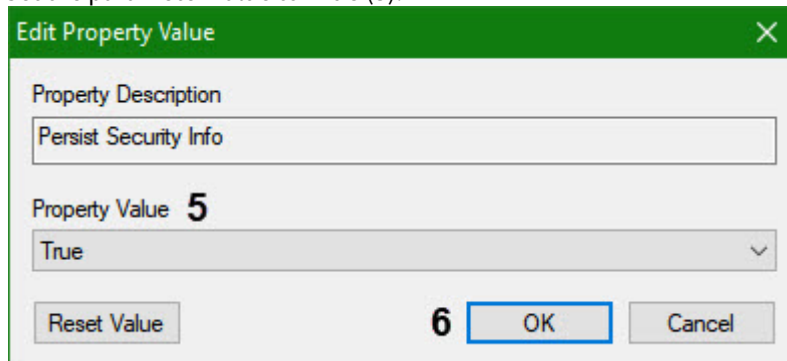 Edit Property Value
Property Description
Persist Security Info
Property Value 5
True
Reset Value 6 OK Cancel